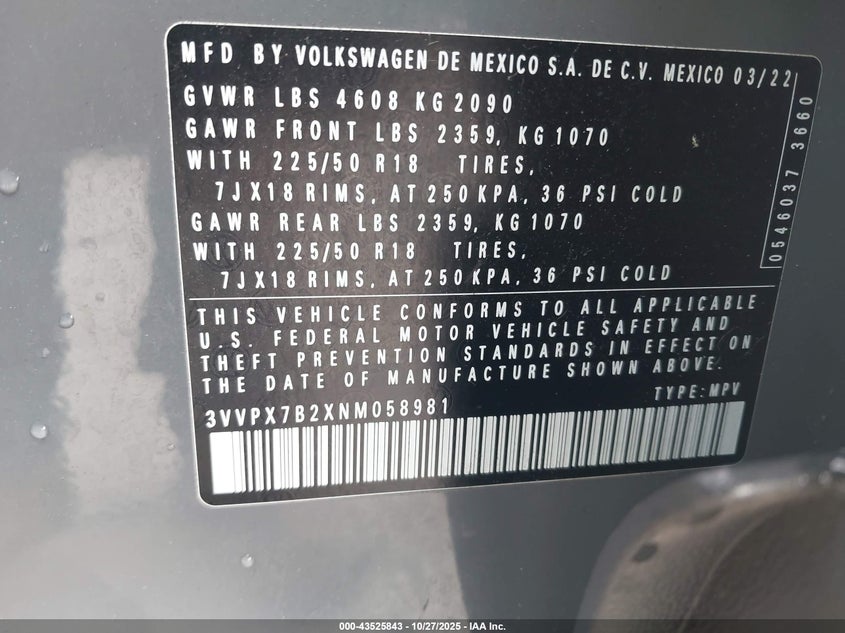 MFD BY VOLKSWAGEN DE MEXICO S.A. DE C.V. MEXICO 03/22
GVWR LBS 4608 KG 2090
GAWR FRONT LBS 2359, KG 1070
WITH 225/50 R18 TIRES,
7JX18 RIMS, AT 250 KPA, 36 PSI COLD
GAWR REAR LBS 2359, KG 1070
WITH 225/50 R18 TIRES,
7JX18 RIMS, AT 250 KPA, 36 PSI COLD
0546037 3660
THIS VEHICLE CONFORMS TO ALL APPLICABLE
U.S. FEDERAL MOTOR VEHICLE SAFETY AND
THEFT PREVENTION STANDARDS IN EFFECT ON
THE DATE OF MANUFACTURE SHOWN ABOVE.
TYPE: MPV
3VVPX7B2XNM058981
000-43525843 - 10/27/2025 - IAA Inc.